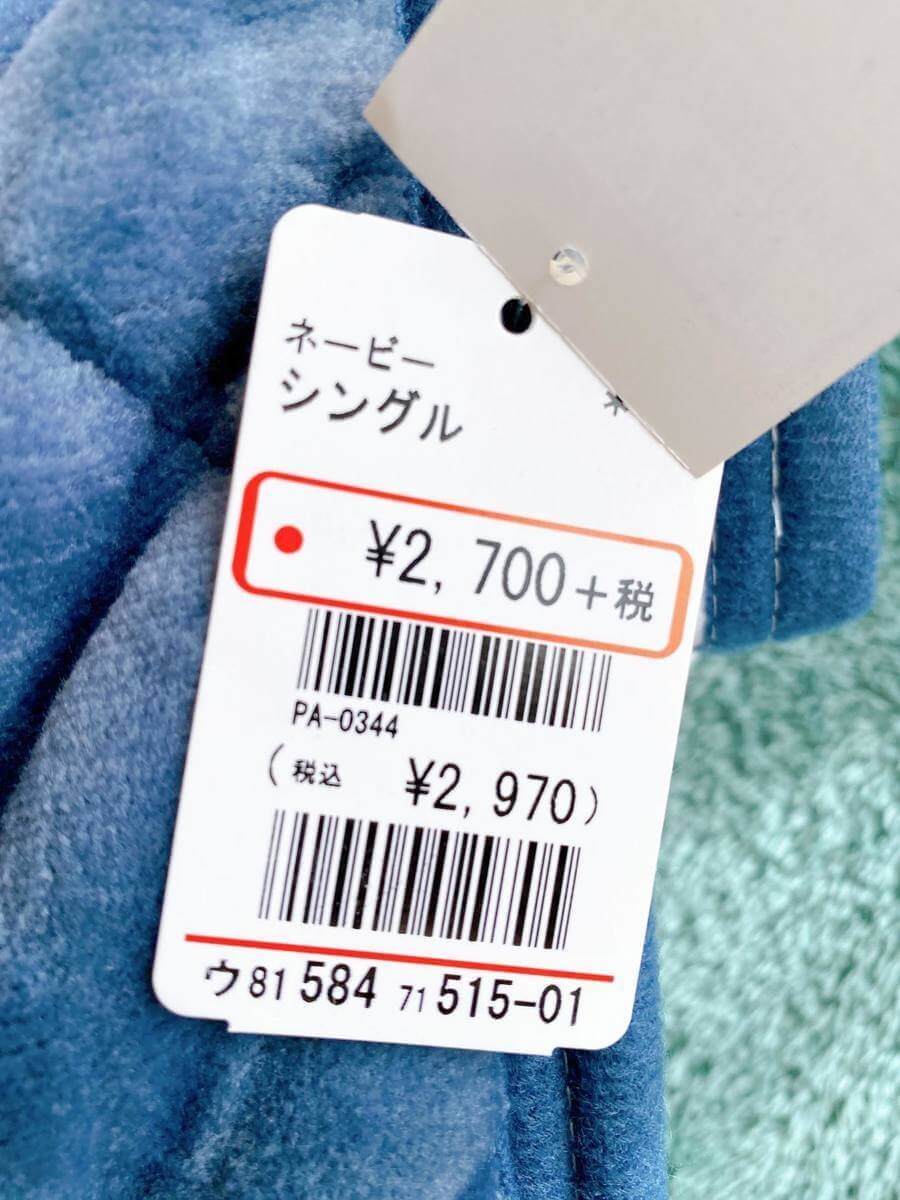 ネービー
シングル
¥2,700+税
PA-0344
(税込 ¥2,970)
ウ81 584 71 515-01